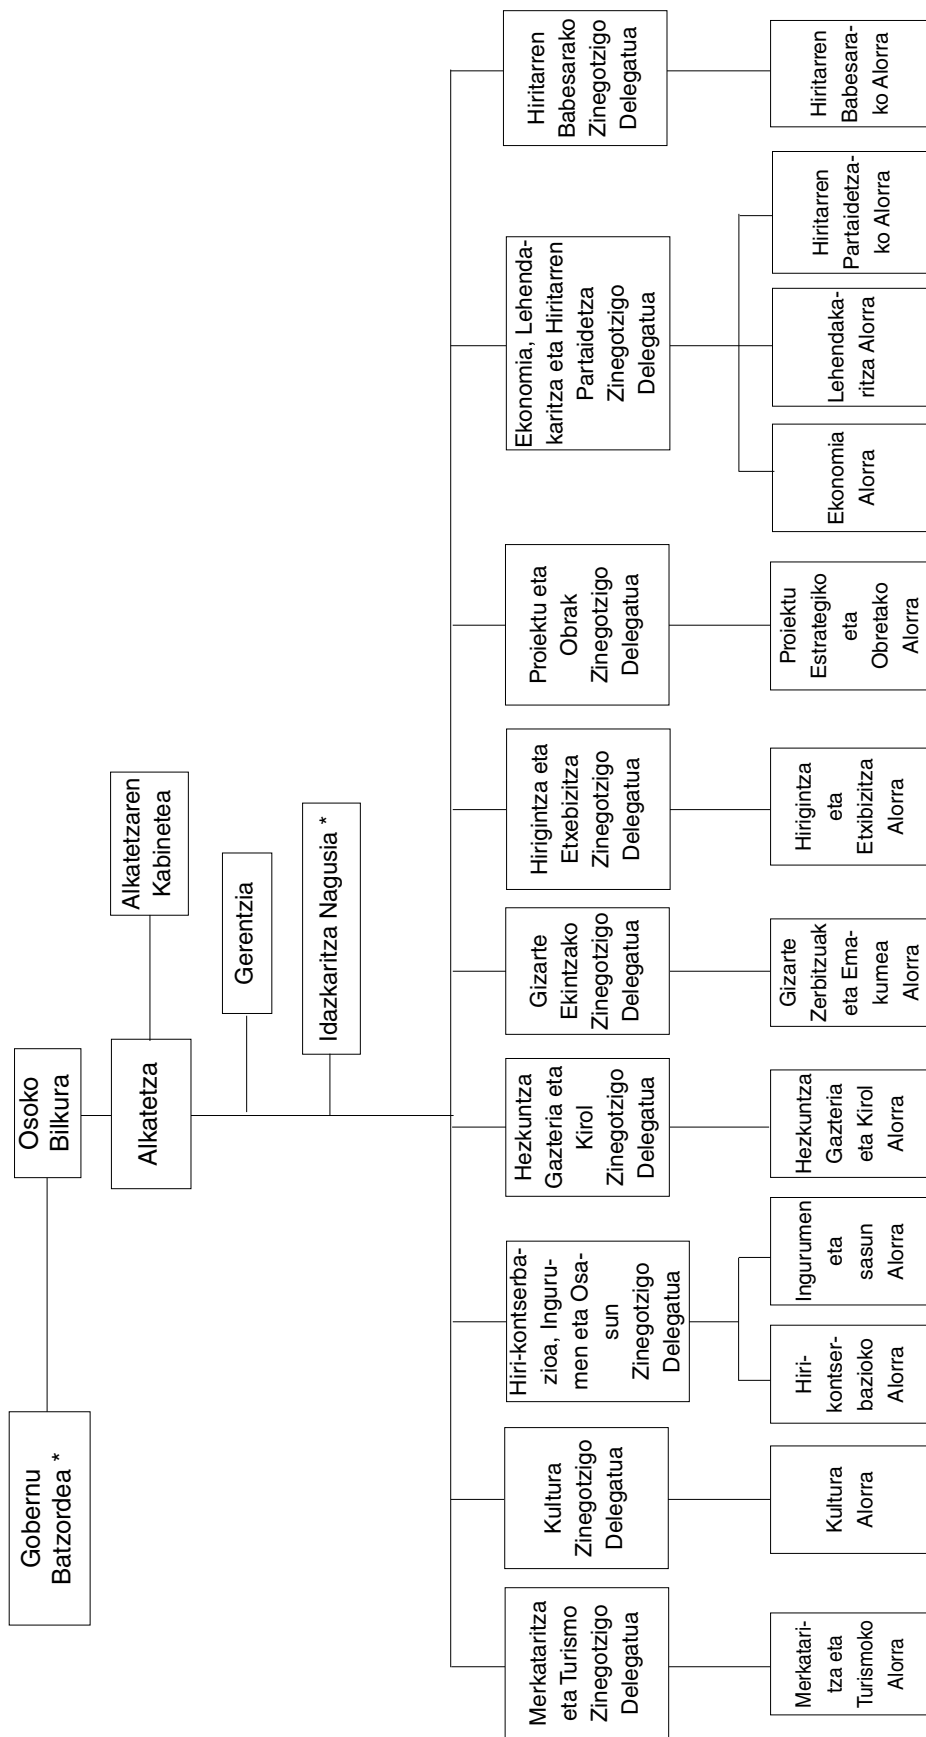 Osoko
Bilkura
Gobernu
Batzordea *
Alkatetza
Alkatetzaren
Kabinetea
Gerentzia
Idazkaritza Nagusia *
Merkataritza
eta Turismo
Zinegotzigo
Delegatua
Kultura
Zinegotzigo
Delegatua
Hiri-kontserba-
zioa, Inguru-
men eta Osa-
sun
Zinegotzigo
Delegatua
Hezkuntza
Gazteria eta
Kirol
Zinegotzigo
Delegatua
Gizarte
Ekintzako
Zinegotzigo
Delegatua
Hirigintza eta
Etxebizitza
Zinegotzigo
Delegatua
Proiektu eta
Obrak
Zinegotzigo
Delegatua
Ekonomia, Lehenda-
karitza eta Hiritarren
Partaidetza
Zinegotzigo
Delegatua
Hiritarren
Babesarako
Zinegotzigo
Delegatua
Merkatari-
tza eta
Turismoko
Alorra
Kultura
Alorra
Hiri-
kontser-
bazioko
Alorra
Ingurumen
eta
sasun
Alorra
Hezkuntza
Gazteria
eta Kirol
Alorra
Gizarte
Zerbitzuak
eta Ema-
kumea
Alorra
Hirigintza
eta
Etxibizitza
Alorra
Proiektu
Estrategiko
eta
Obretako
Alorra
Ekonomia
Alorra
Lehendaka-
ritza Alorra
Hiritarren
Partaidetza-
ko Alorra
Hiritarren
Babesara-
ko Alorra